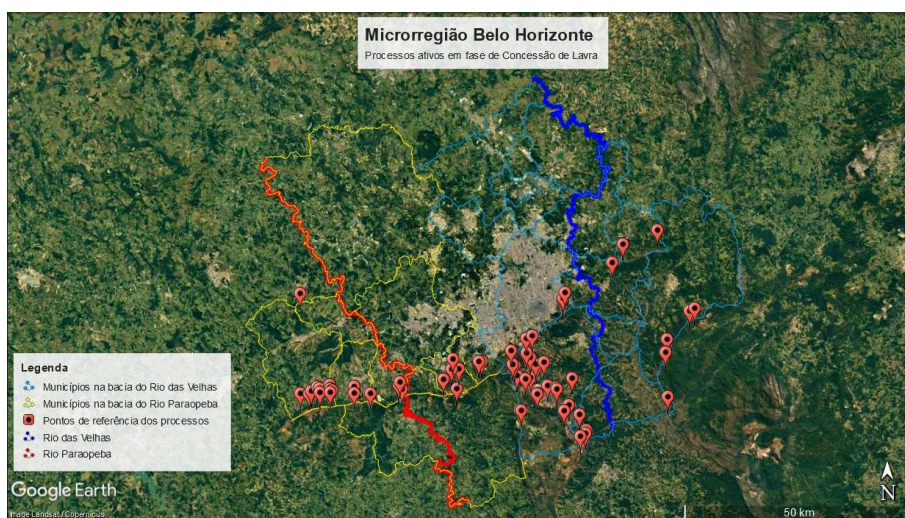 Microrregião Belo Horizonte
Processos ativos em fase de Concessão de Lavra
Legenda
Municípios na bacia do Rio das Velhas
Municípios na bacia do Rio Paraopeba
Pontos de referência dos processos
Rio das Velhas
Rio Paraopeba
Google Earth
Image Landsat / Copernicus
N
50 km